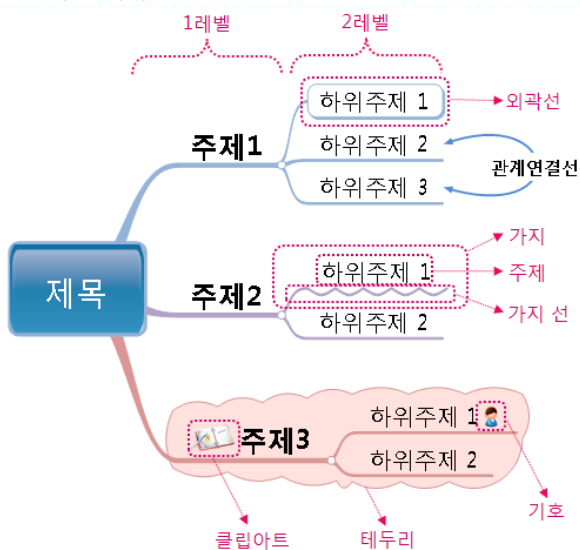 1레벨
2레벨
하위주제 1
외곽선
주제1
하위주제 2
관계연결선
하위주제 3
가지
하위주제 1
주제
제목
주제2
가지 선
하위주제 2
하위주제 1
주제3
하위주제 2
기호
클립아트
테두리